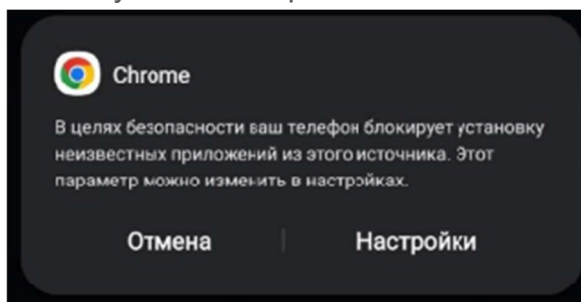 Chrome
В целях безопасности ваш телефон блокирует установку
неизвестных приложений из этого источника. Этот
параметр можно изменить в настройках.
Отмена
Настройки